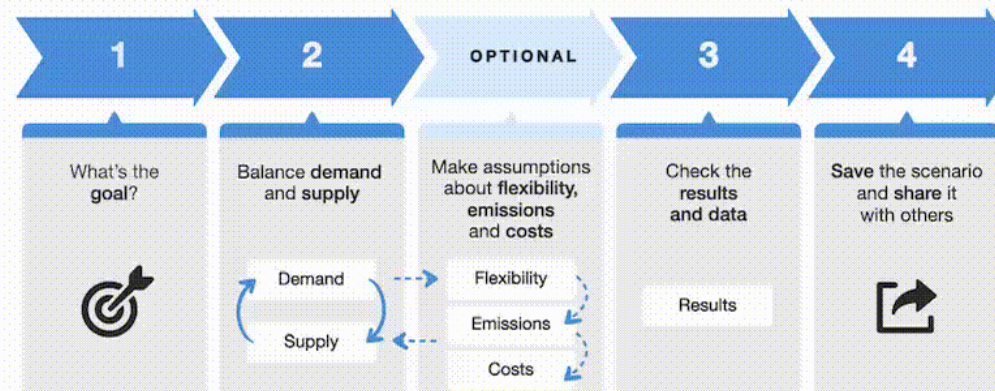 1
2
OPTIONAL
3
4
What's the
goal?
Balance demand
and supply
Demand
Supply
Make assumptions
about flexibility,
emissions
and costs
Flexibility
Emissions
Costs
Check the
results
and data
Results
Save the scenario
and share it
with others